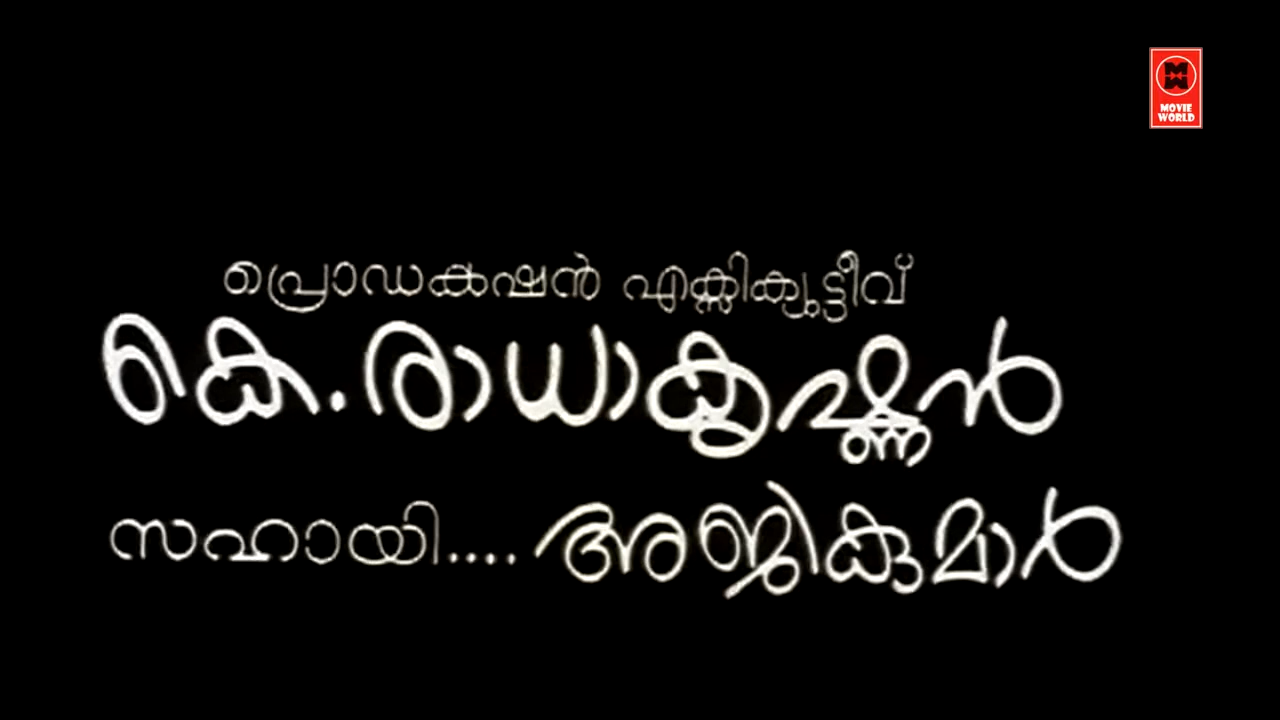 MOVIE
WORLD
പ്രൊഡക്ഷൻ എക്സിക്യുട്ടീവ്
കെ.രാധാകൃഷ്ണൻ
സഹായി.... അജികുമാർ